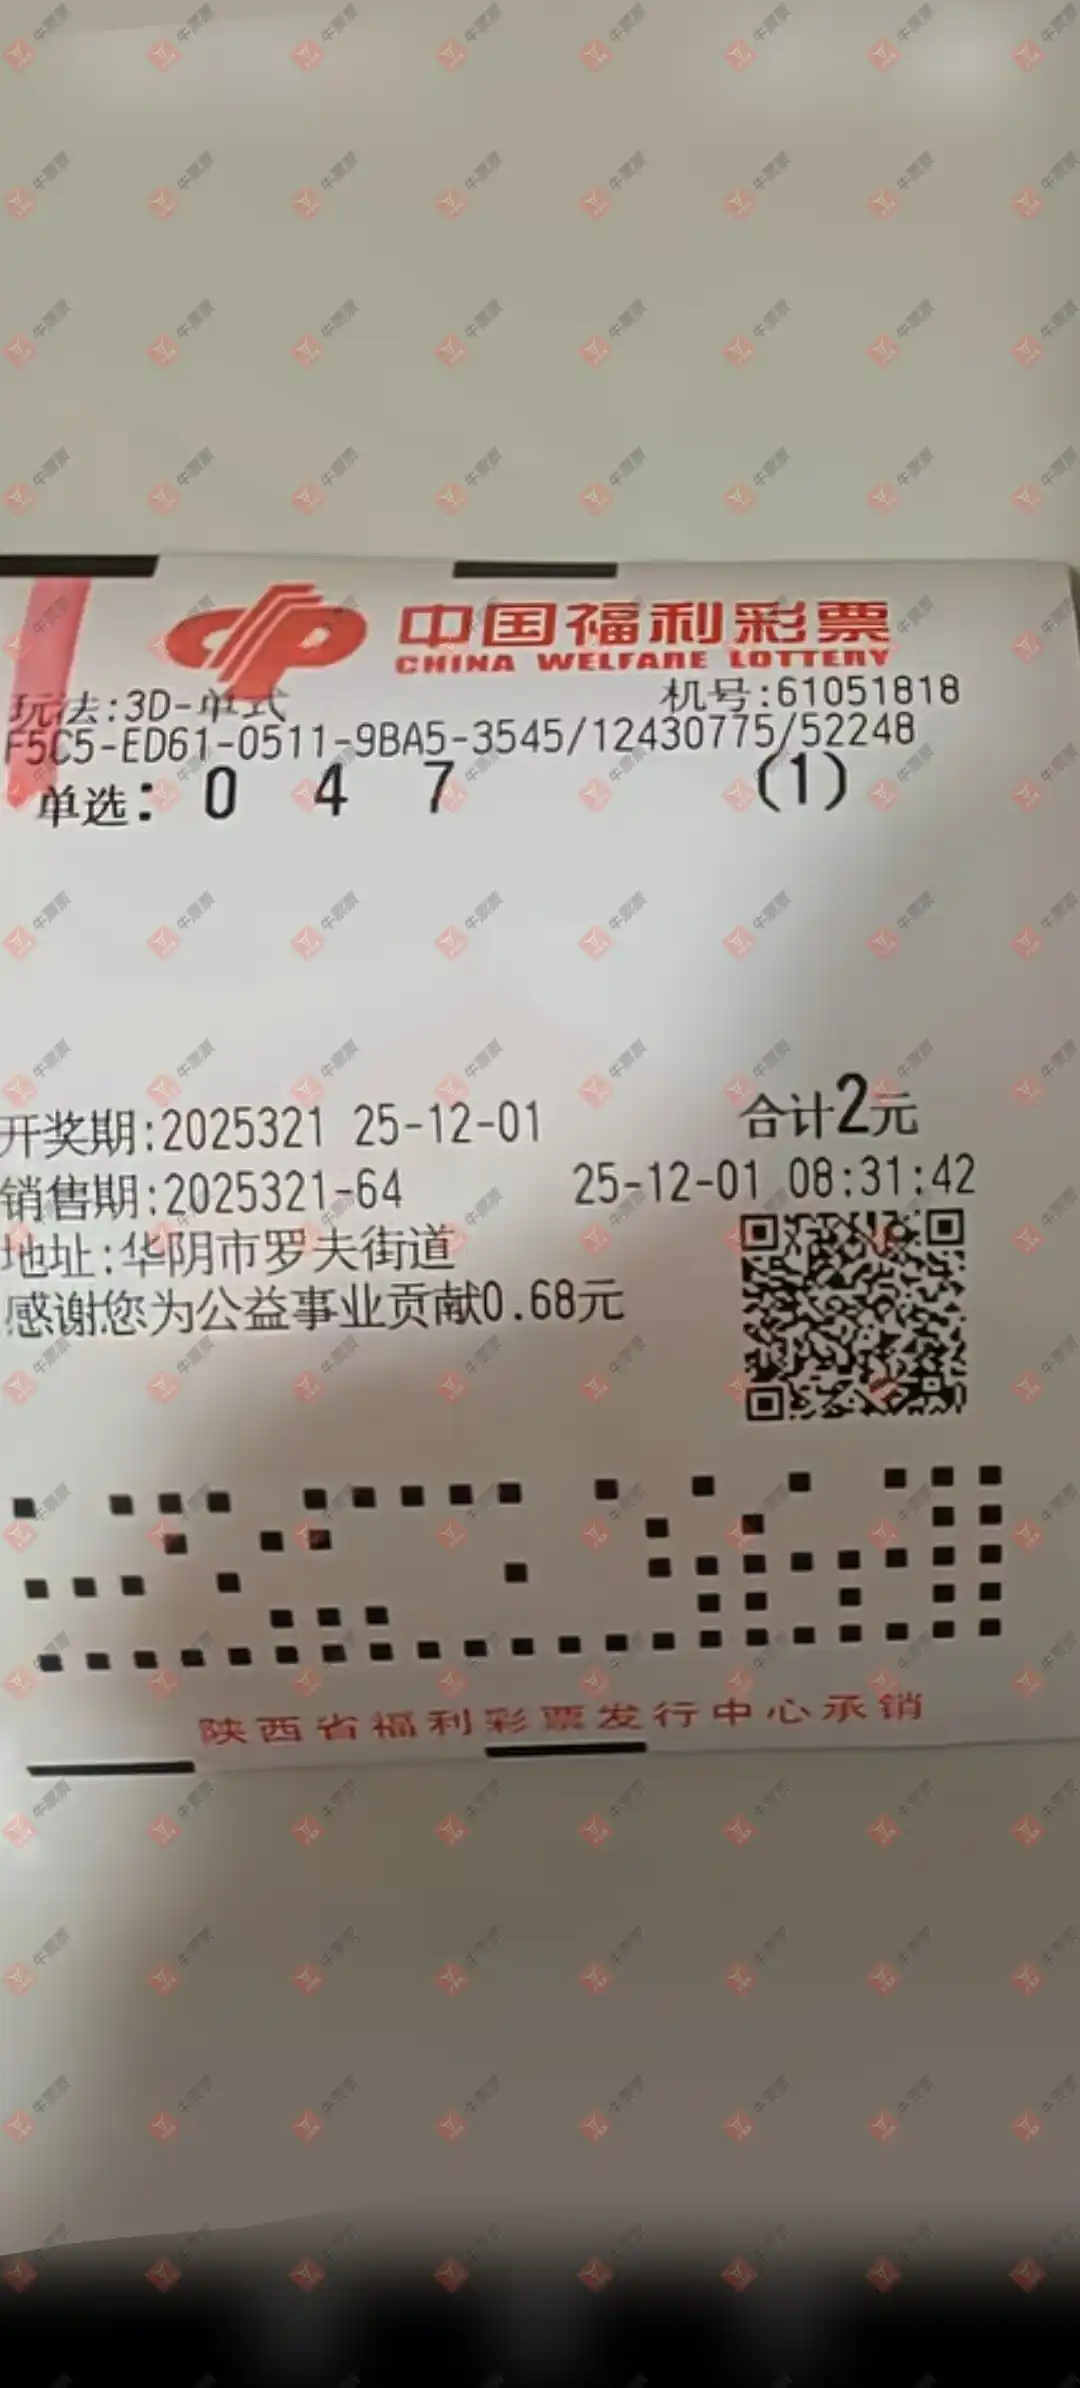 中国福利彩票
CHINA WELFARE LOTTERY
玩法:3D-单式 机号:61051818
F5C5-ED61-0511-9BA5-3545/12430775/52248
单选: 0 4 7 (1)
开奖期:2025321 25-12-01 合计2元
销售期:2025321-64 25-12-01 08:31:42
地址:华阴市罗夫街道
感谢您为公益事业贡献0.68元
陕西省福利彩票发行中心承销
牛票票